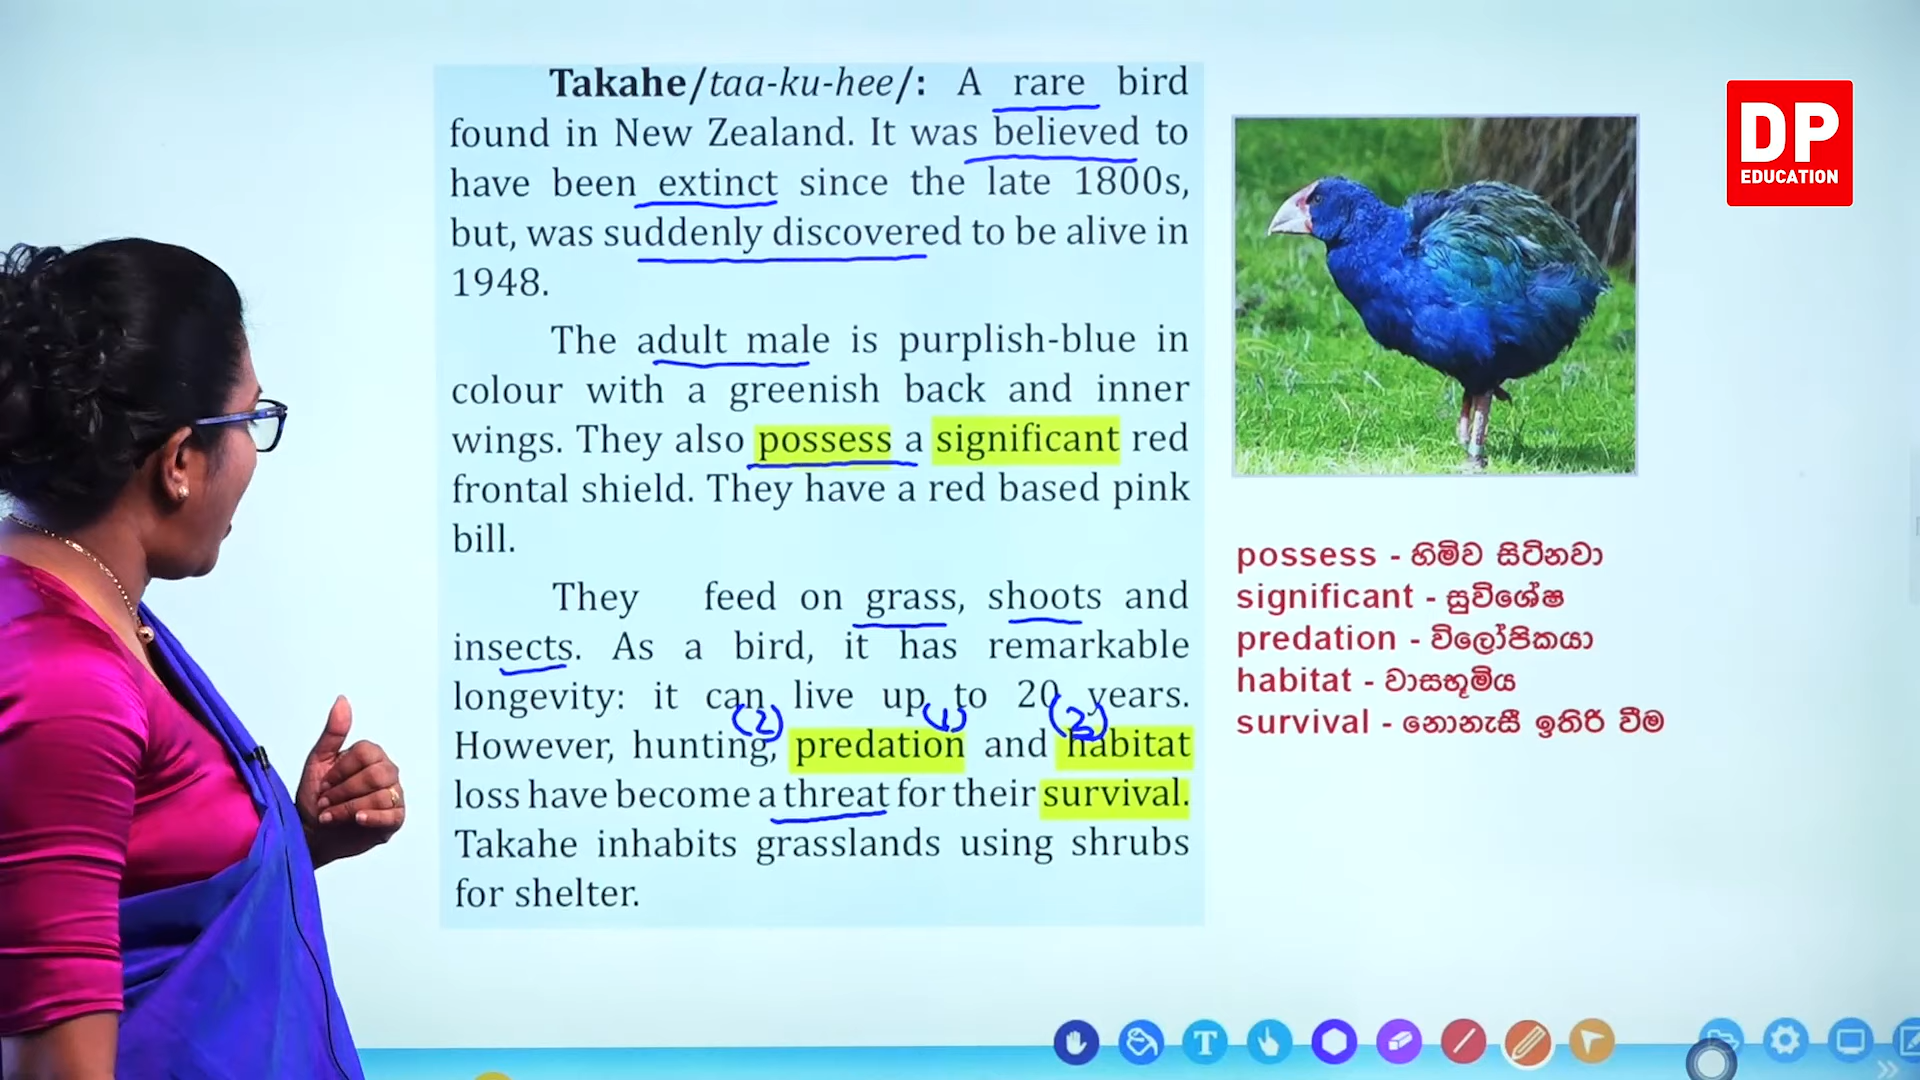 Takahe/taa-ku-hee/: A rare bird
found in New Zealand. It was believed to
have been extinct since the late 1800s,
but, was suddenly discovered to be alive in
1948.
The adult male is purplish-blue in
colour with a greenish back and inner
wings. They also possess a significant red
frontal shield. They have a red based pink
bill.
They feed on grass, shoots and
insects. As a bird, it has remarkable
longevity: it can live up to 20 years.
(2) (1) (3)
However, hunting, predation and habitat
loss have become a threat for their survival.
Takahe inhabits grasslands using shrubs
for shelter.
DP
EDUCATION
possess - හිමිව සිටිනවා
significant - සුවිශේෂ
predation - විලෝපිකයා
habitat - වාසභූමිය
survival - නොනැසී ඉතිරි වීම
T